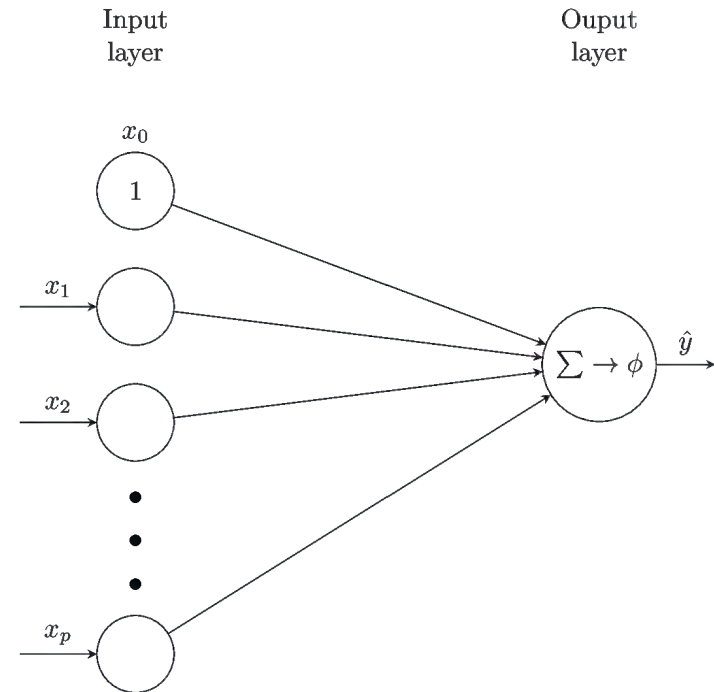 Input
layer
Ouput
layer
x₀
1
x₁
x₂
xₚ
∑ → ϕ
ŷ